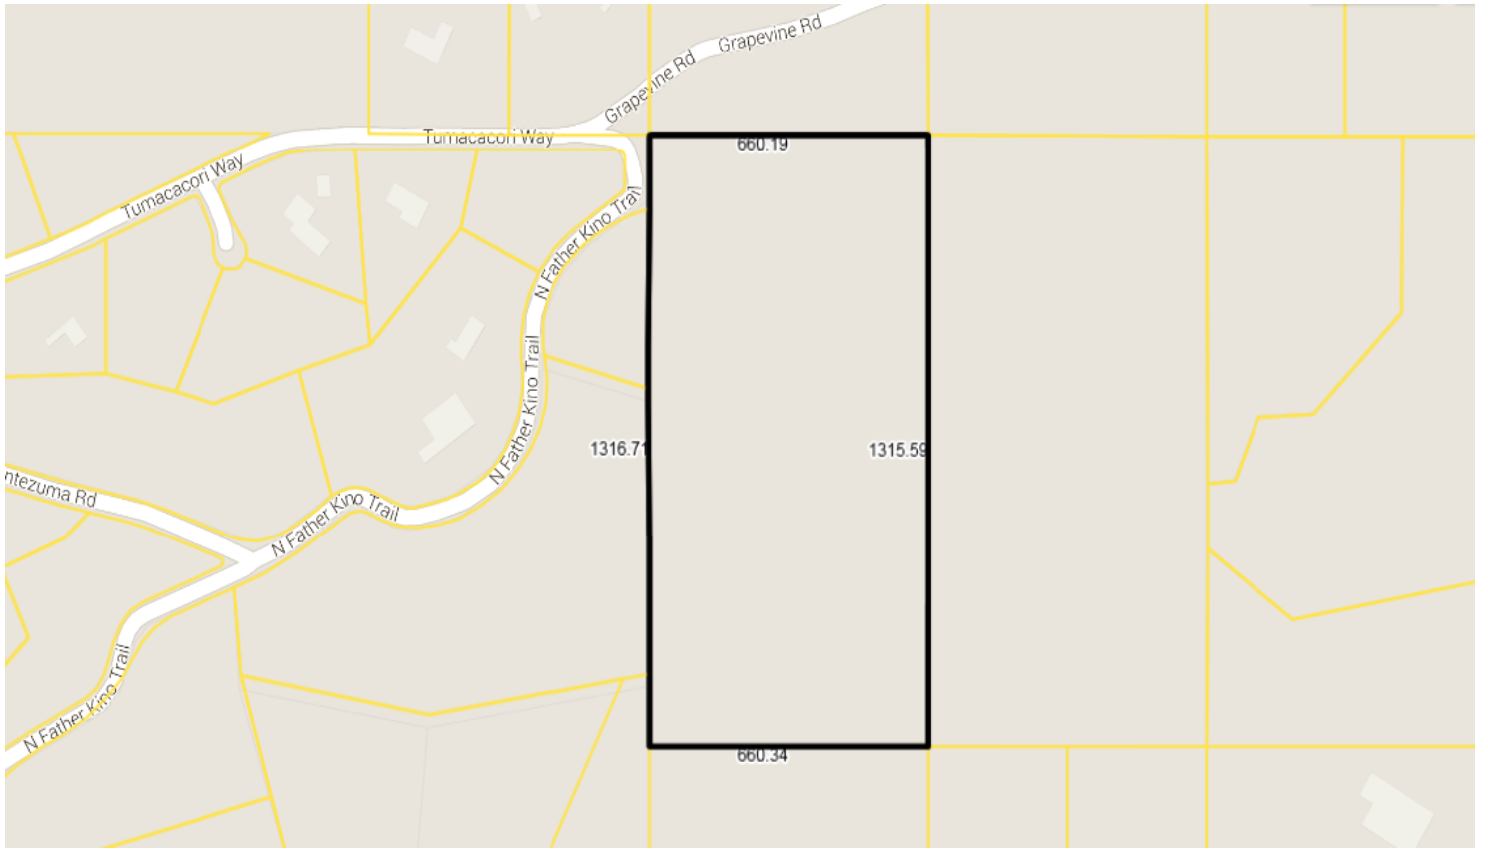 Grapevine Rd
Grapevine Rd
Tumacacori Way
660.19
Tumacacori Way
N Father Kino Trail
N Father Kino Trail
1316.71
1315.59
ntezuma Rd
N Father Kino Trail
N Father Kino Trail
660.34